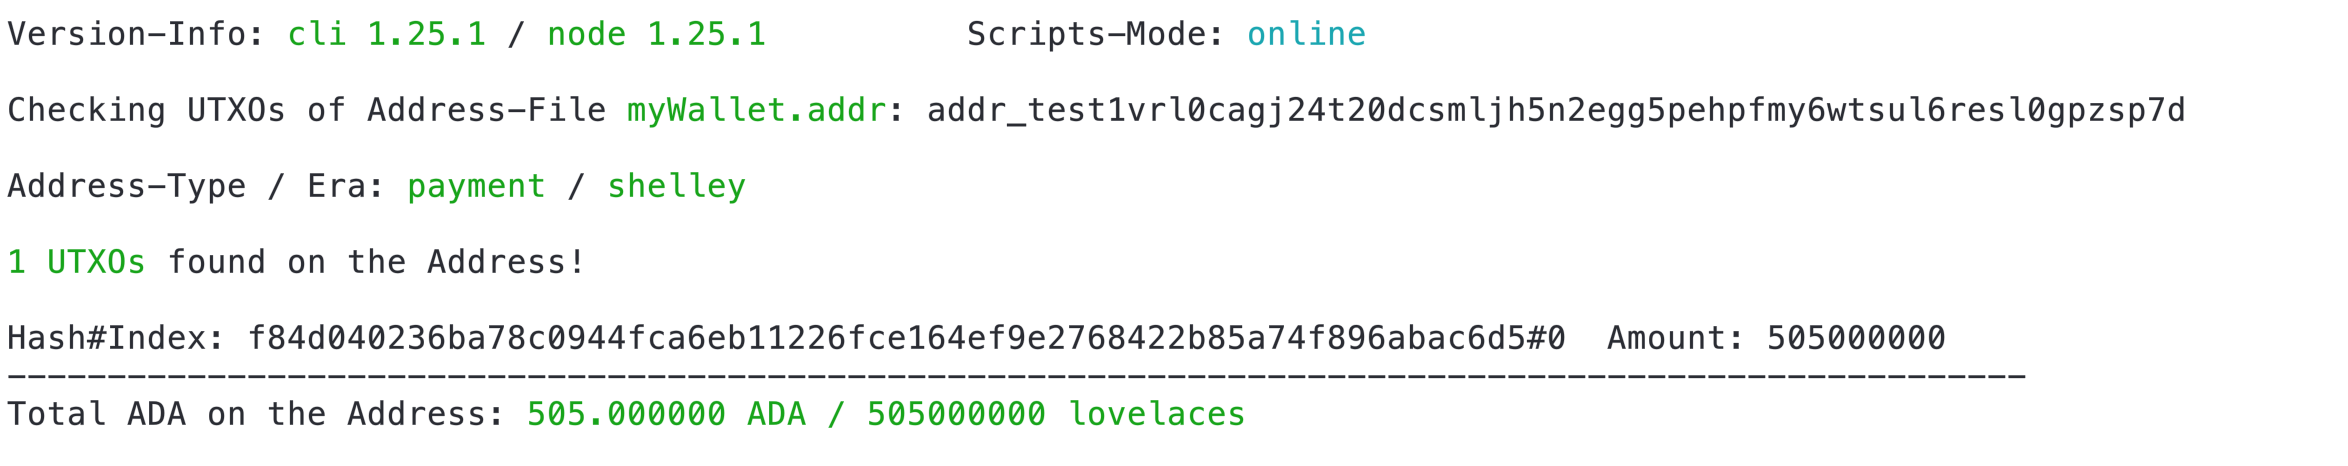 Version-Info: cli 1.25.1 / node 1.25.1          Scripts-Mode: online
Checking UTXOs of Address-File myWallet.addr: addr_test1vrl0cagj24t20dcsmljh5n2egg5pehpfmy6wtsul6resl0gpzsp7d
Address-Type / Era: payment / shelley
1 UTXOs found on the Address!
Hash#Index: f84d040236ba78c0944fca6eb11226fce164ef9e2768422b85a74f896abac6d5#0  Amount: 505000000
-----------------------------------------------------------------------------------------------------
Total ADA on the Address: 505.000000 ADA / 505000000 lovelaces